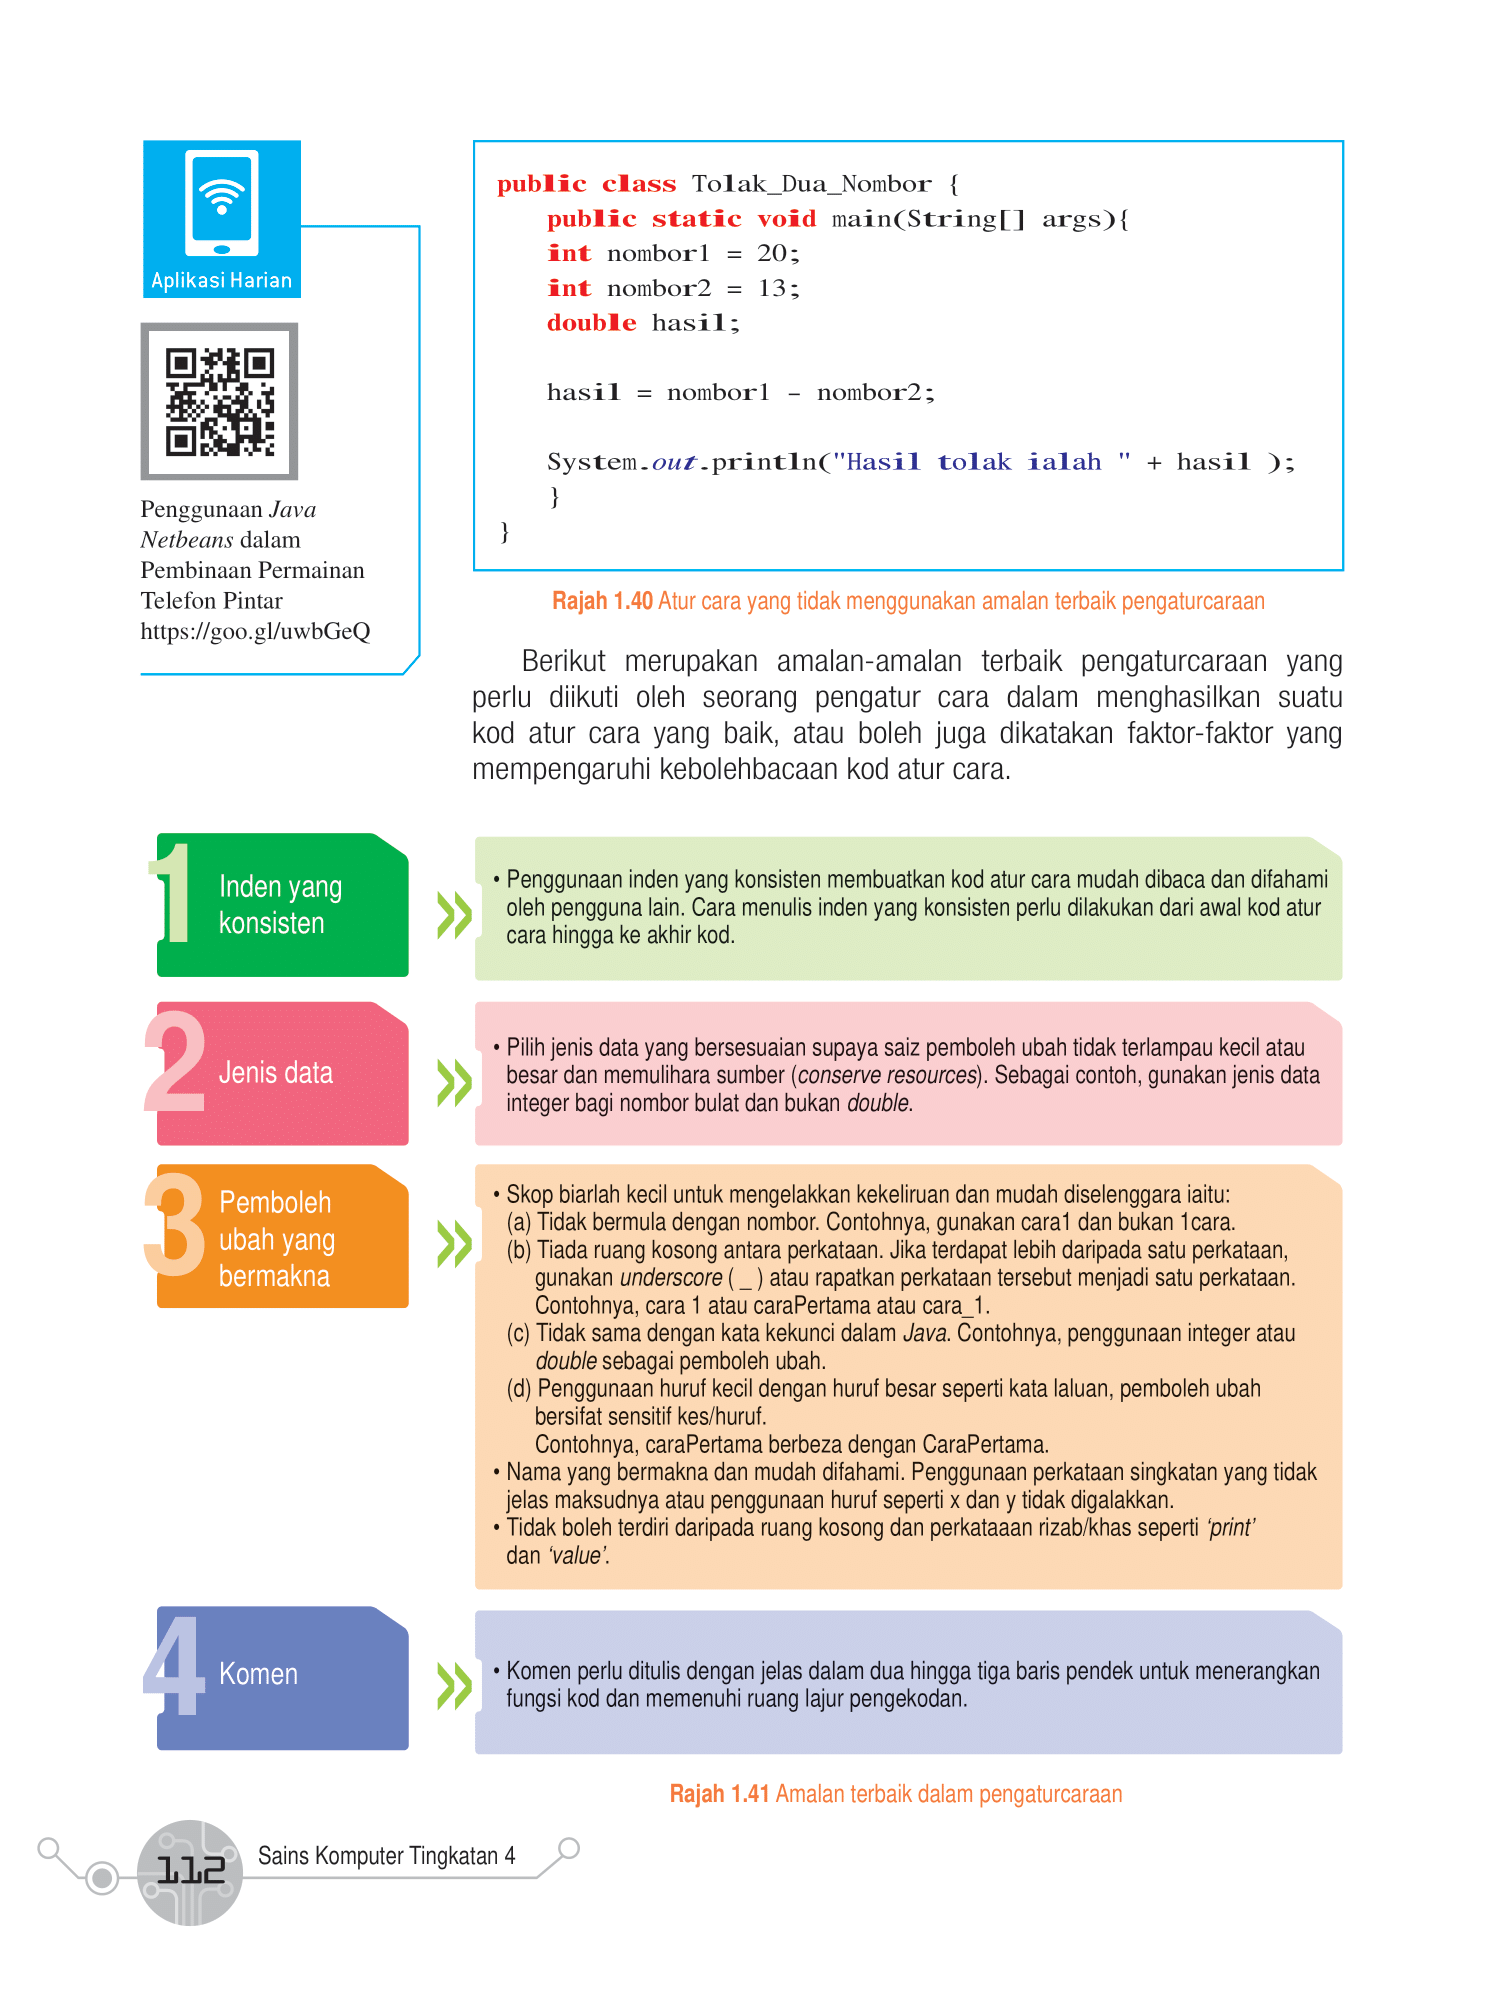 Aplikasi Harian
Penggunaan Java
Netbeans dalam
Pembinaan Permainan
Telefon Pintar
https://goo.gl/uwbGeQ
public class Tolak_Dua_Nombor {
public static void main(String[] args){
int nombor1 = 20;
int nombor2 = 13;
double hasil;
hasil = nombor1 – nombor2;
System.out.println("Hasil tolak ialah " + hasil );
}
}
Rajah 1.40 Atur cara yang tidak menggunakan amalan terbaik pengaturcaraan
Berikut merupakan amalan-amalan terbaik pengaturcaraan yang
perlu diikuti oleh seorang pengatur cara dalam menghasilkan suatu
kod atur cara yang baik, atau boleh juga dikatakan faktor-faktor yang
mempengaruhi kebolehbacaan kod atur cara.
1
Inden yang
konsisten
• Penggunaan inden yang konsisten membuatkan kod atur cara mudah dibaca dan difahami
oleh pengguna lain. Cara menulis inden yang konsisten perlu dilakukan dari awal kod atur
cara hingga ke akhir kod.
2
Jenis data
• Pilih jenis data yang bersesuaian supaya saiz pemboleh ubah tidak terlampau kecil atau
besar dan memulihara sumber (conserve resources). Sebagai contoh, gunakan jenis data
integer bagi nombor bulat dan bukan double.
3
Pemboleh
ubah yang
bermakna
• Skop biarlah kecil untuk mengelakkan kekeliruan dan mudah diselenggara iaitu:
(a) Tidak bermula dengan nombor. Contohnya, gunakan cara1 dan bukan 1cara.
(b) Tiada ruang kosong antara perkataan. Jika terdapat lebih daripada satu perkataan,
gunakan underscore ( _ ) atau rapatkan perkataan tersebut menjadi satu perkataan.
Contohnya, cara 1 atau caraPertama atau cara_1.
(c) Tidak sama dengan kata kekunci dalam Java. Contohnya, penggunaan integer atau
double sebagai pemboleh ubah.
(d) Penggunaan huruf kecil dengan huruf besar seperti kata laluan, pemboleh ubah
bersifat sensitif kes/huruf.
Contohnya, caraPertama berbeza dengan CaraPertama.
• Nama yang bermakna dan mudah difahami. Penggunaan perkataan singkatan yang tidak
jelas maksudnya atau penggunaan huruf seperti x dan y tidak digalakkan.
• Tidak boleh terdiri daripada ruang kosong dan perkataaan rizab/khas seperti ‘print’
dan ‘value’.
4
Komen
• Komen perlu ditulis dengan jelas dalam dua hingga tiga baris pendek untuk menerangkan
fungsi kod dan memenuhi ruang lajur pengekodan.
Rajah 1.41 Amalan terbaik dalam pengaturcaraan
112
Sains Komputer Tingkatan 4